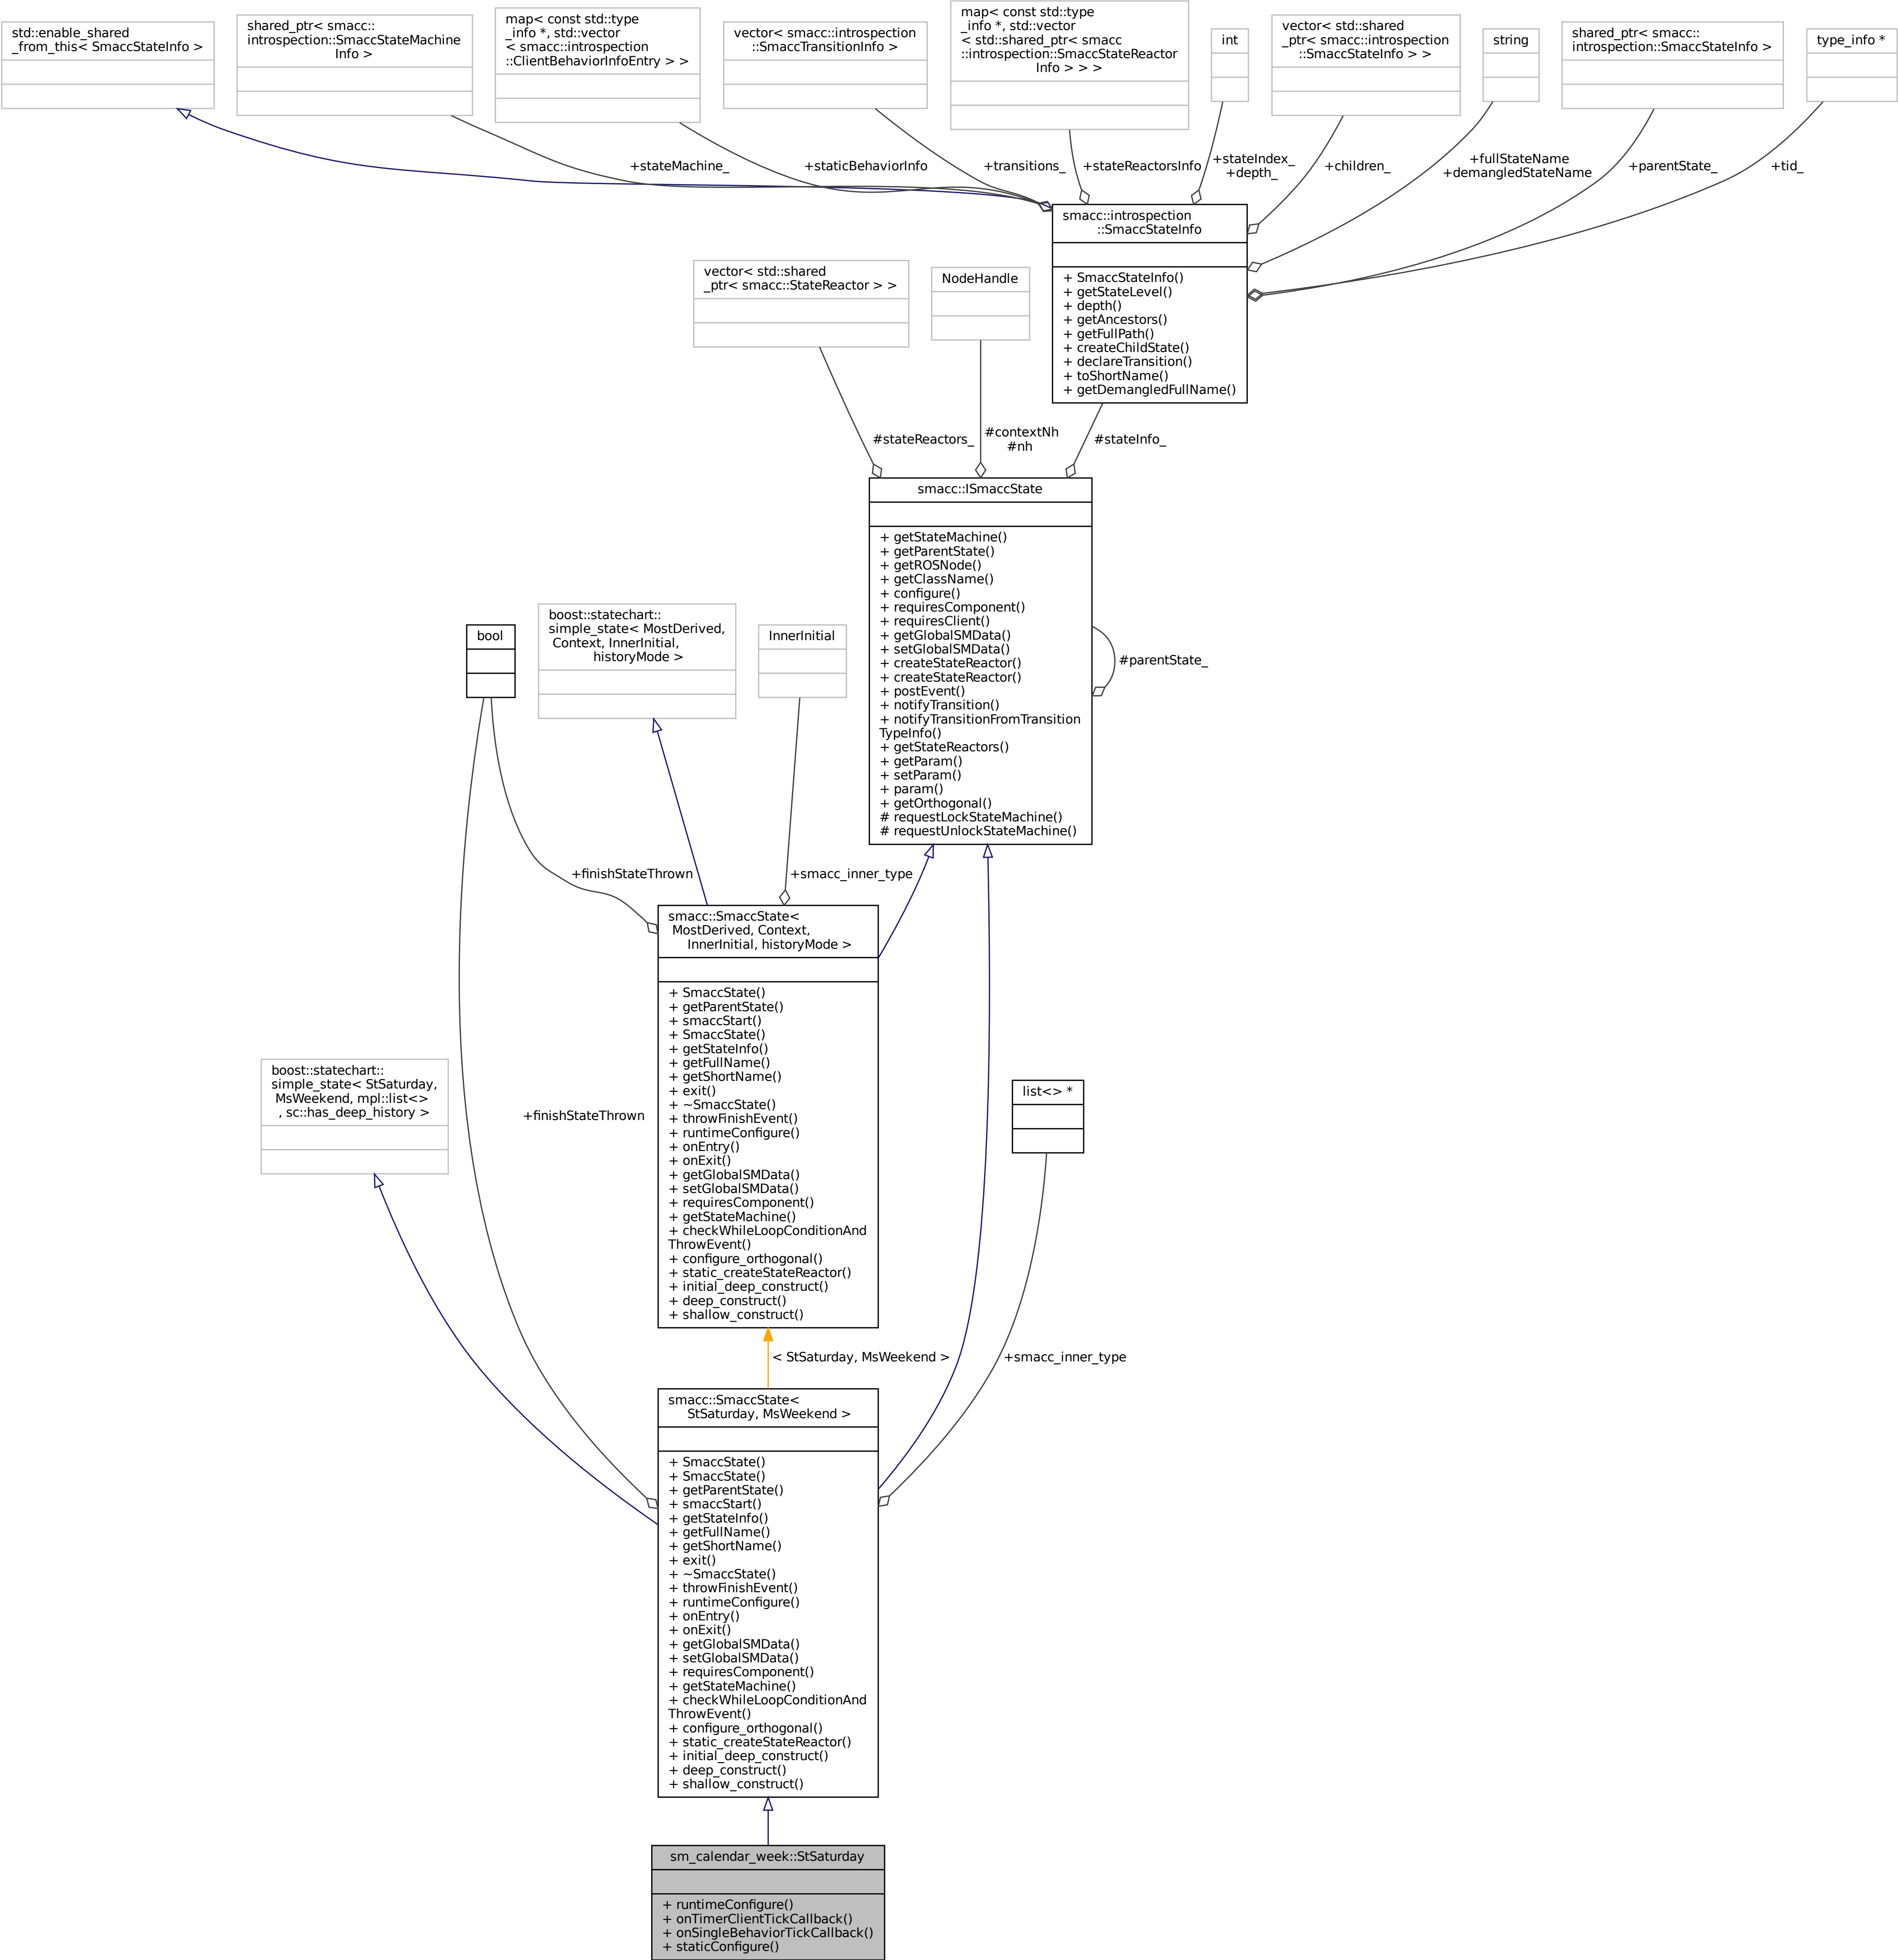 std::enable_shared
_from_this< SmaccStateInfo >
shared_ptr< smacc::
introspection::SmaccStateMachine
Info >
map< const std::type
_info *, std::vector
< smacc::introspection
::ClientBehaviorInfoEntry > >
vector< smacc::introspection
::SmaccTransitionInfo >
map< const std::type
_info *, std::vector
< std::shared_ptr< smacc
::introspection::SmaccStateReactor
Info > > >
int
vector< std::shared
_ptr< smacc::introspection
::SmaccStateInfo > >
string
shared_ptr< smacc::
introspection::SmaccStateInfo >
type_info *
+stateMachine_
+staticBehaviorInfo
+transitions_
+stateReactorsInfo
+stateIndex_
+depth_
+children_
+fullStateName
+demangledStateName
+parentState_
+tid_
smacc::introspection
::SmaccStateInfo
+ SmaccStateInfo()
+ getStateLevel()
+ depth()
+ getAncestors()
+ getFullPath()
+ createChildState()
+ declareTransition()
+ toShortName()
+ getDemangledFullName()
vector< std::shared
_ptr< smacc::StateReactor > >
NodeHandle
#stateReactors_
#contextNh
#nh
#stateInfo_
smacc::ISmaccState
+ getStateMachine()
+ getParentState()
+ getROSNode()
+ getClassName()
+ configure()
+ requiresComponent()
+ requiresClient()
+ getGlobalSMData()
+ setGlobalSMData()
+ createStateReactor()
+ createStateReactor()
+ postEvent()
+ notifyTransition()
+ notifyTransitionFromTransition
TypeInfo()
+ getStateReactors()
+ getParam()
+ setParam()
+ param()
+ getOrthogonal()
# requestLockStateMachine()
# requestUnlockStateMachine()
#parentState_
bool
boost::statechart::
simple_state< MostDerived,
Context, InnerInitial,
historyMode >
InnerInitial
+finishStateThrown
+smacc_inner_type
smacc::SmaccState<
MostDerived, Context,
InnerInitial, historyMode >
+ SmaccState()
+ getParentState()
+ smaccStart()
+ SmaccState()
+ getStateInfo()
+ getFullName()
+ getShortName()
+ exit()
+ ~SmaccState()
+ throwFinishEvent()
+ runtimeConfigure()
+ onEntry()
+ onExit()
+ getGlobalSMData()
+ setGlobalSMData()
+ requiresComponent()
+ getStateMachine()
+ checkWhileLoopConditionAnd
ThrowEvent()
+ configure_orthogonal()
+ static_createStateReactor()
+ initial_deep_construct()
+ deep_construct()
+ shallow_construct()
boost::statechart::
simple_state< StSaturday,
MsWeekend, mpl::list<>
, sc::has_deep_history >
+finishStateThrown
list<> *
< StSaturday, MsWeekend >
+smacc_inner_type
smacc::SmaccState<
StSaturday, MsWeekend >
+ SmaccState()
+ SmaccState()
+ getParentState()
+ smaccStart()
+ getStateInfo()
+ getFullName()
+ getShortName()
+ exit()
+ ~SmaccState()
+ throwFinishEvent()
+ runtimeConfigure()
+ onEntry()
+ onExit()
+ getGlobalSMData()
+ setGlobalSMData()
+ requiresComponent()
+ getStateMachine()
+ checkWhileLoopConditionAnd
ThrowEvent()
+ configure_orthogonal()
+ static_createStateReactor()
+ initial_deep_construct()
+ deep_construct()
+ shallow_construct()
sm_calendar_week::StSaturday
+ runtimeConfigure()
+ onTimerClientTickCallback()
+ onSingleBehaviorTickCallback()
+ staticConfigure()